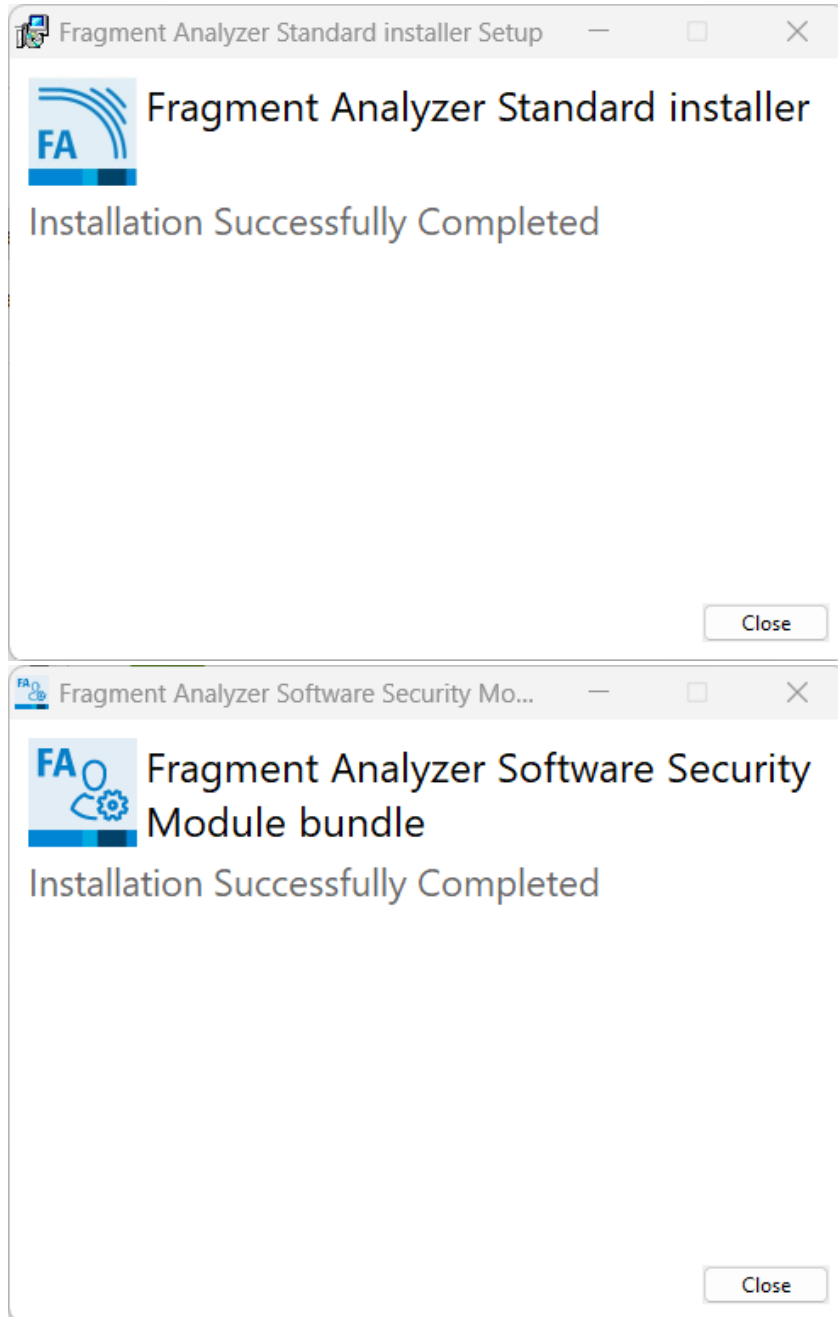 Fragment Analyzer Standard installer Setup
FA
Fragment Analyzer Standard installer
Installation Successfully Completed
Close
FA
Fragment Analyzer Software Security Mo...
FA
Fragment Analyzer Software Security
Module bundle
Installation Successfully Completed
Close